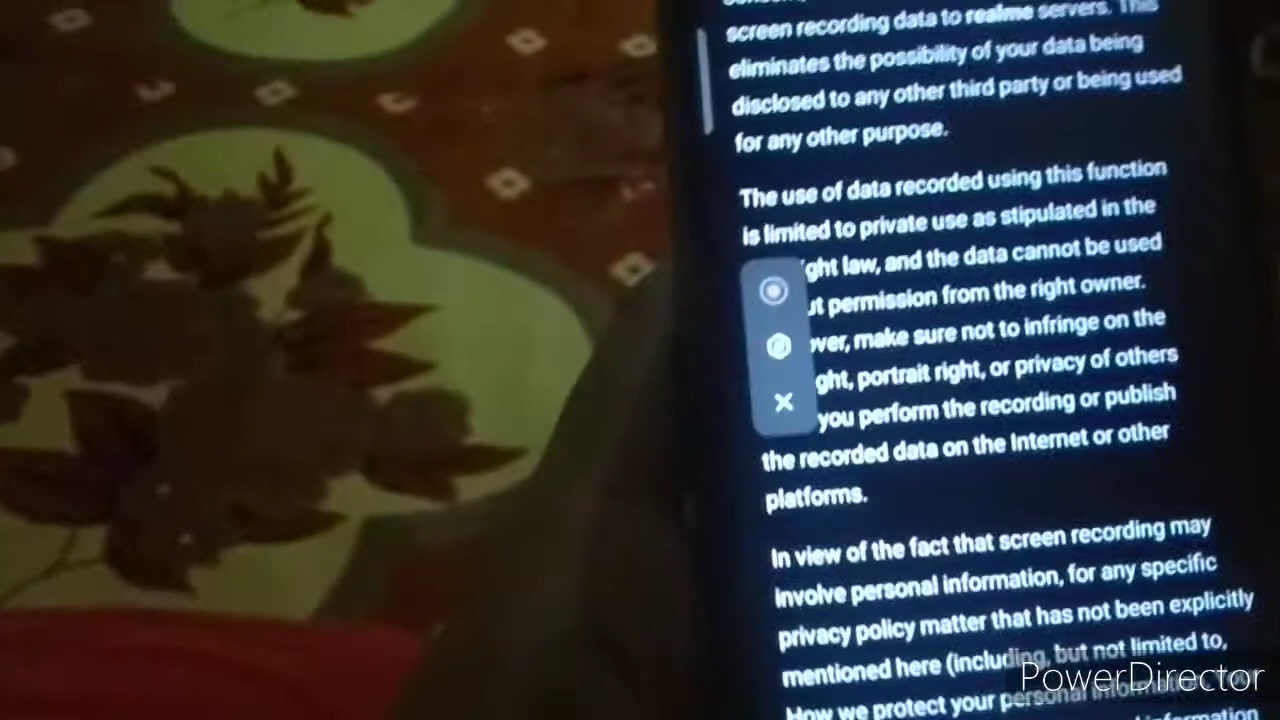 screen recording data to realme servers. This
eliminates the possibility of your data being
disclosed to any other third party or being used
for any other purpose.
The use of data recorded using this function
is limited to private use as stipulated in the
ght law, and the data cannot be used
ut permission from the right owner.
ver, make sure not to infringe on the
ght, portrait right, or privacy of others
you perform the recording or publish
the recorded data on the Internet or other
platforms.
In view of the fact that screen recording may
involve personal information, for any specific
privacy policy matter that has not been explicitly
mentioned here (including, but not limited to,
How we protect your personal
PowerDirector